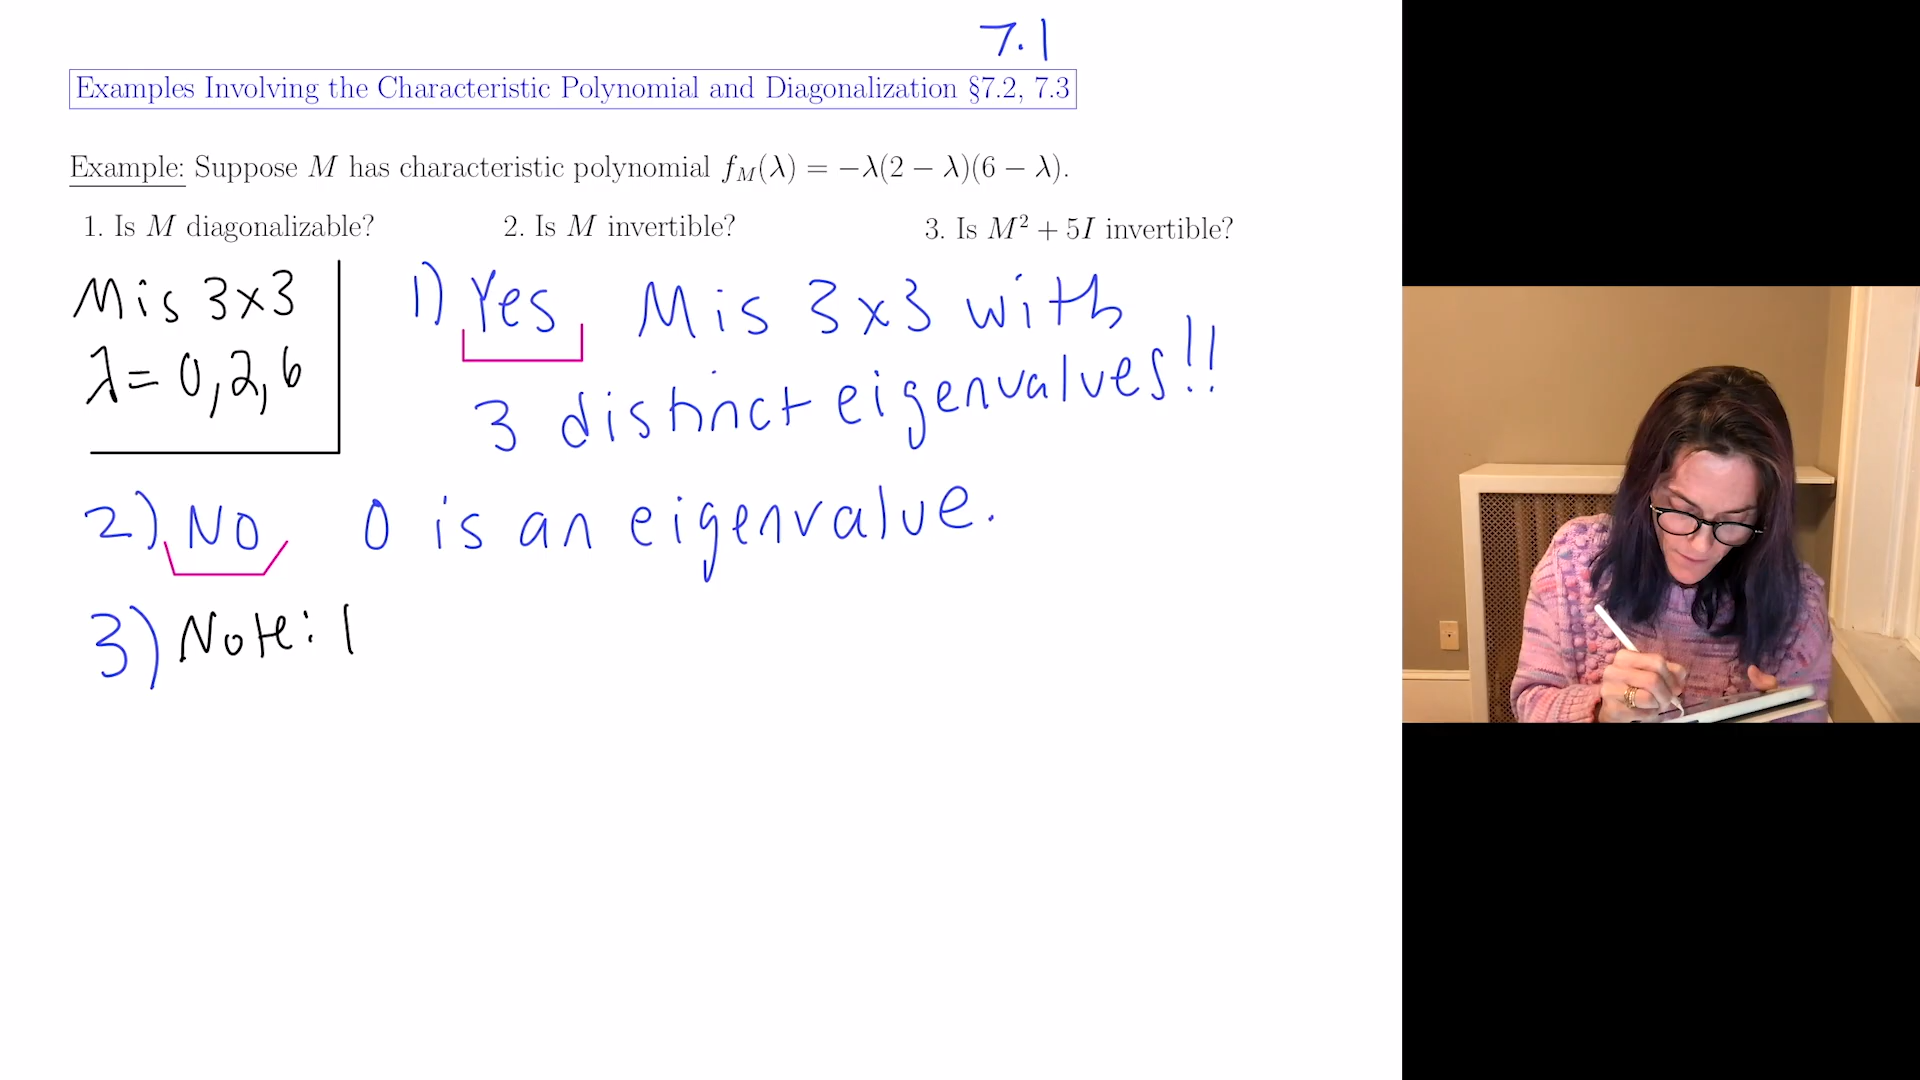 7.1
Examples Involving the Characteristic Polynomial and Diagonalization §7.2, 7.3
Example: Suppose M has characteristic polynomial f_M(λ) = −λ(2 − λ)(6 − λ).
1. Is M diagonalizable? 2. Is M invertible? 3. Is M² + 5I invertible?
M is 3x3
λ = 0, 2, 6
1) Yes M is 3x3 with
3 distinct eigenvalues!!
2) NO 0 is an eigenvalue.
3) Note: l